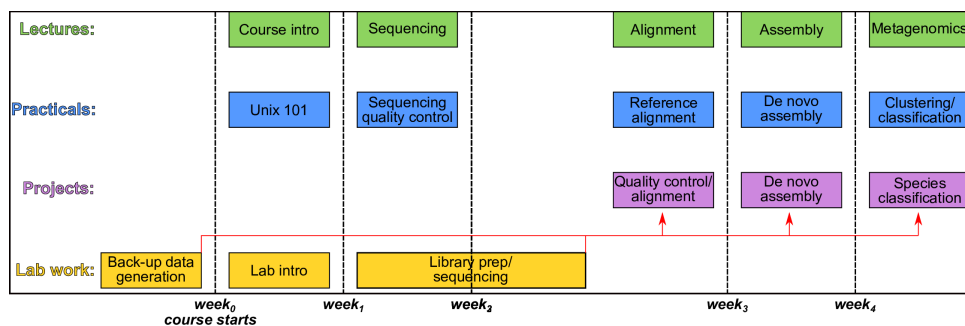 Lectures:
Course intro
Sequencing
Alignment
Assembly
Metagenomics
Practicals:
Unix 101
Sequencing
quality control
Reference
alignment
De novo
assembly
Clustering/
classification
Projects:
Quality control/
alignment
De novo
assembly
Species
classification
Lab work:
Back-up data
generation
Lab intro
Library prep/
sequencing
week0
course starts
week1
week2
week3
week4